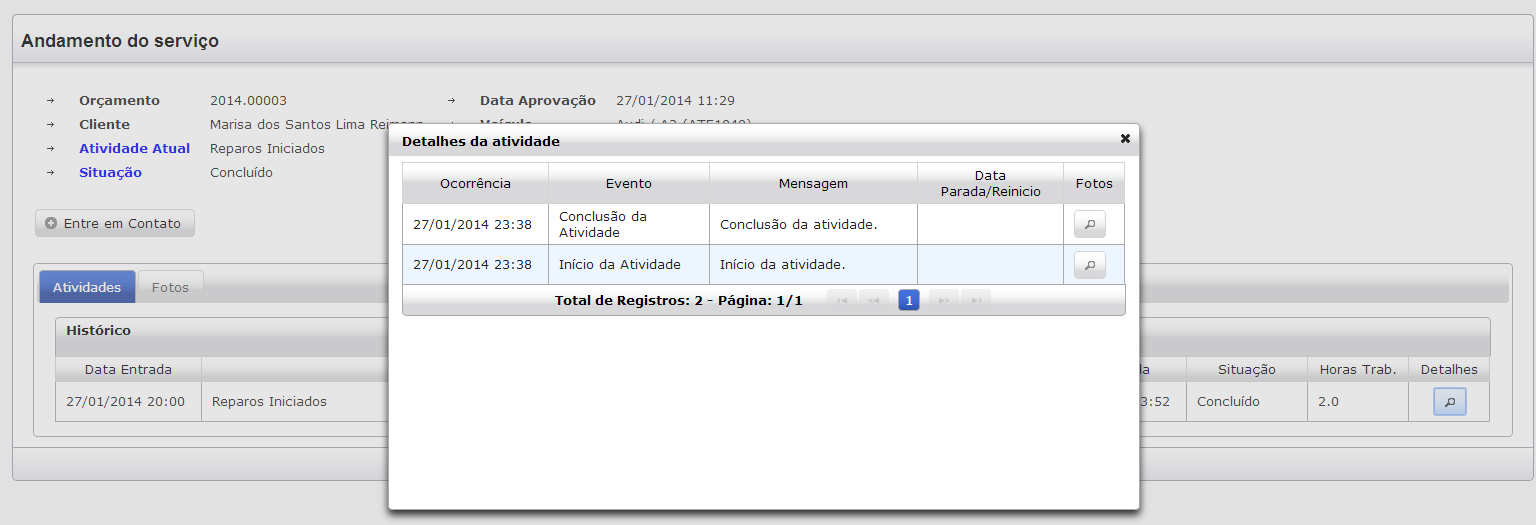 Andamento do serviço
Orçamento 2014.00003 Data Aprovação 27/01/2014 11:29
Cliente Marisa dos Santos Lima
Atividade Atual Reparos Iniciados
Situação Concluído
Entre em Contato
Detalhes da atividade
Ocorrência Evento Mensagem Data Parada/Reinicio Fotos
27/01/2014 23:38 Conclusão da Atividade Conclusão da atividade.
27/01/2014 23:38 Início da Atividade Início da atividade.
Total de Registros: 2 - Página: 1/1 1
Atividades Fotos
Histórico
Data Entrada Situação Horas Trab. Detalhes
27/01/2014 20:00 Reparos Iniciados 3:52 Concluído 2.0